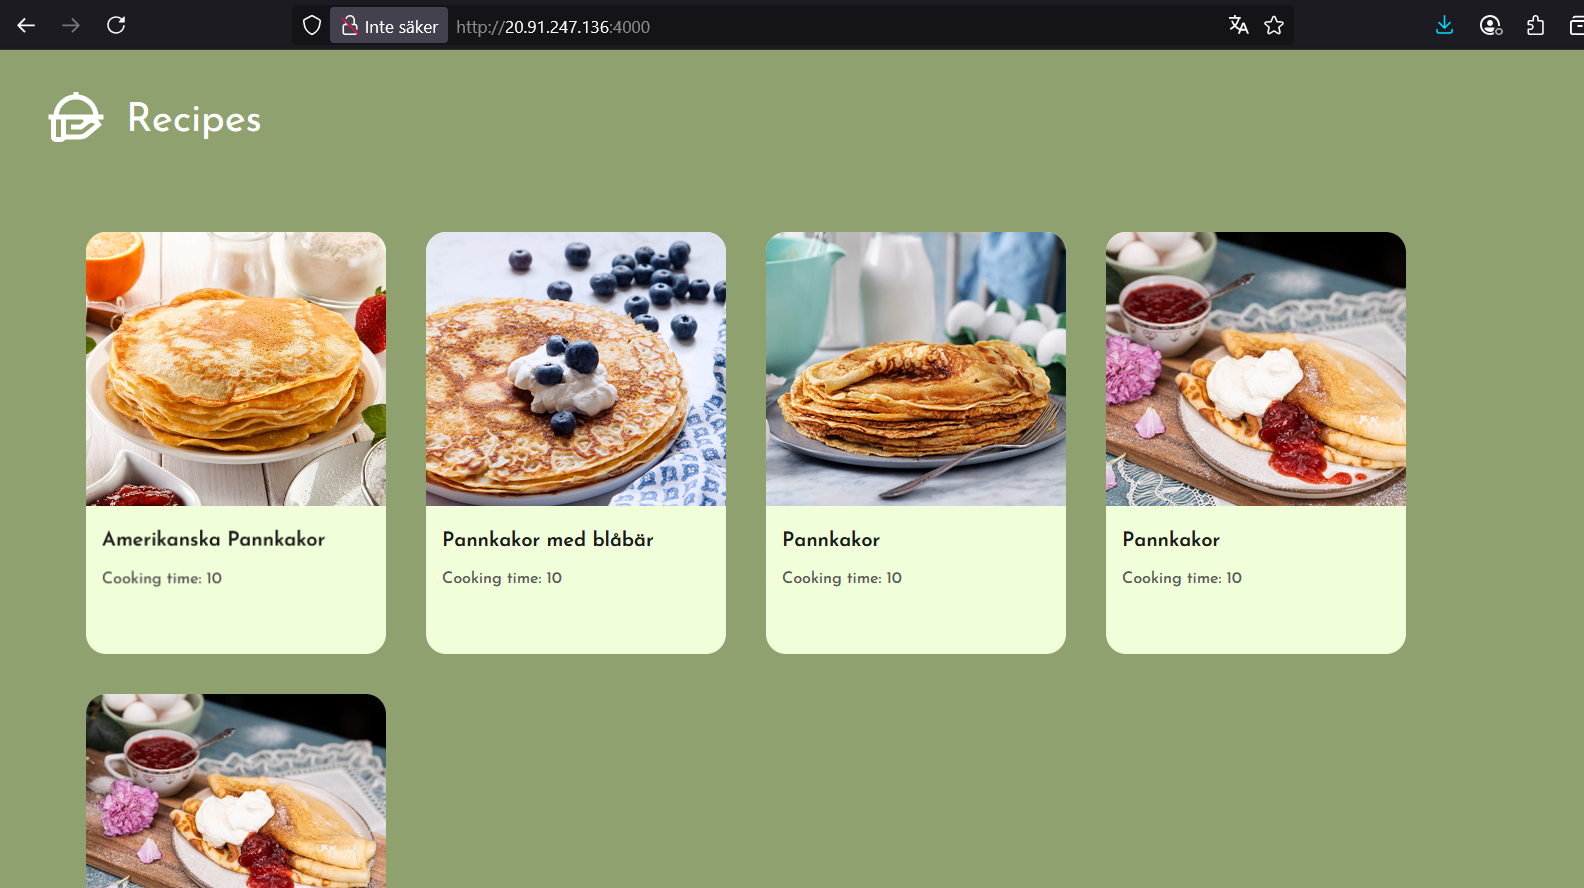 Inte säker http://20.91.247.136:4000
Recipes
Amerikanska Pannkakor
Cooking time: 10
Pannkakor med blåbär
Cooking time: 10
Pannkakor
Cooking time: 10
Pannkakor
Cooking time: 10